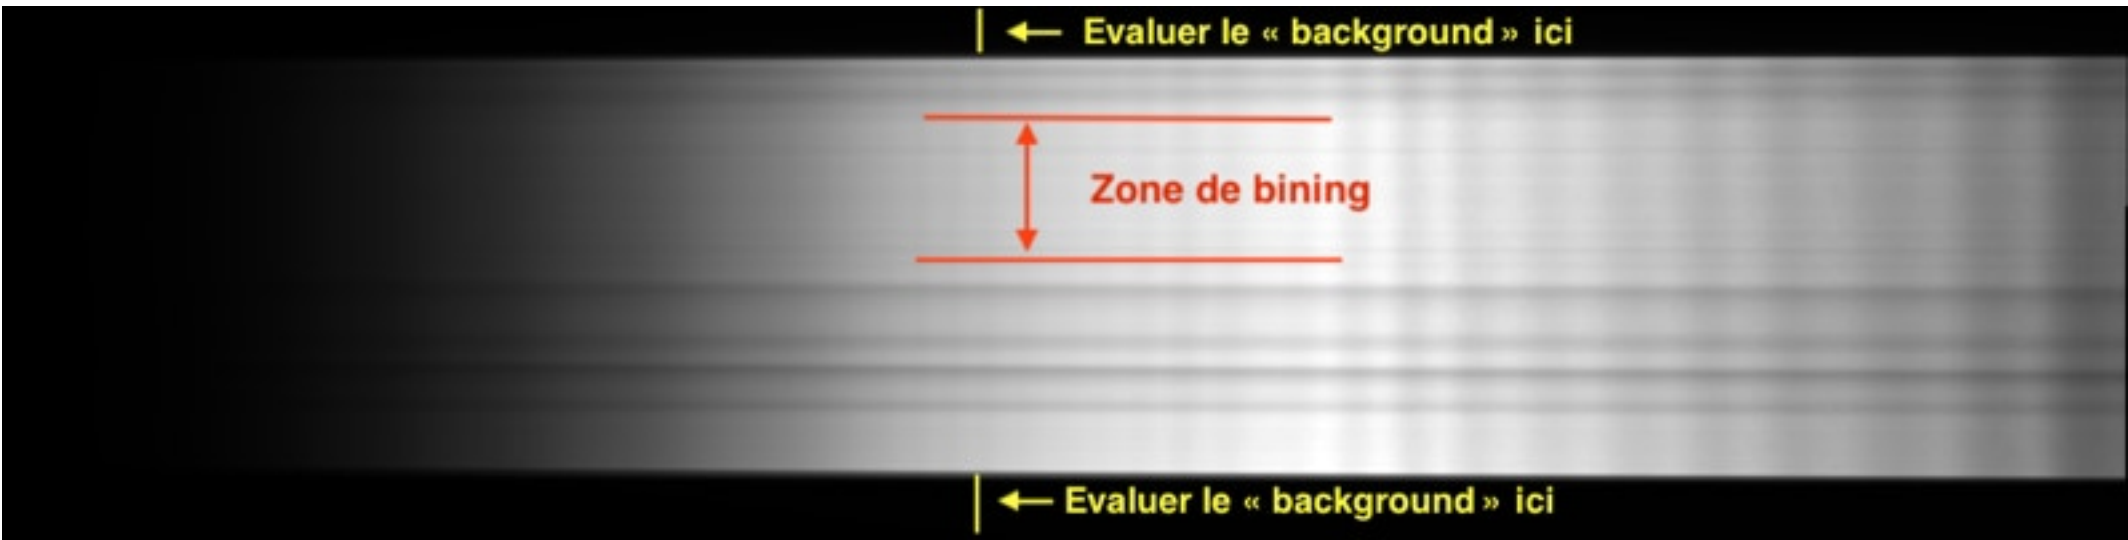 Evaluer le « background » ici
Zone de bining
Evaluer le « background » ici